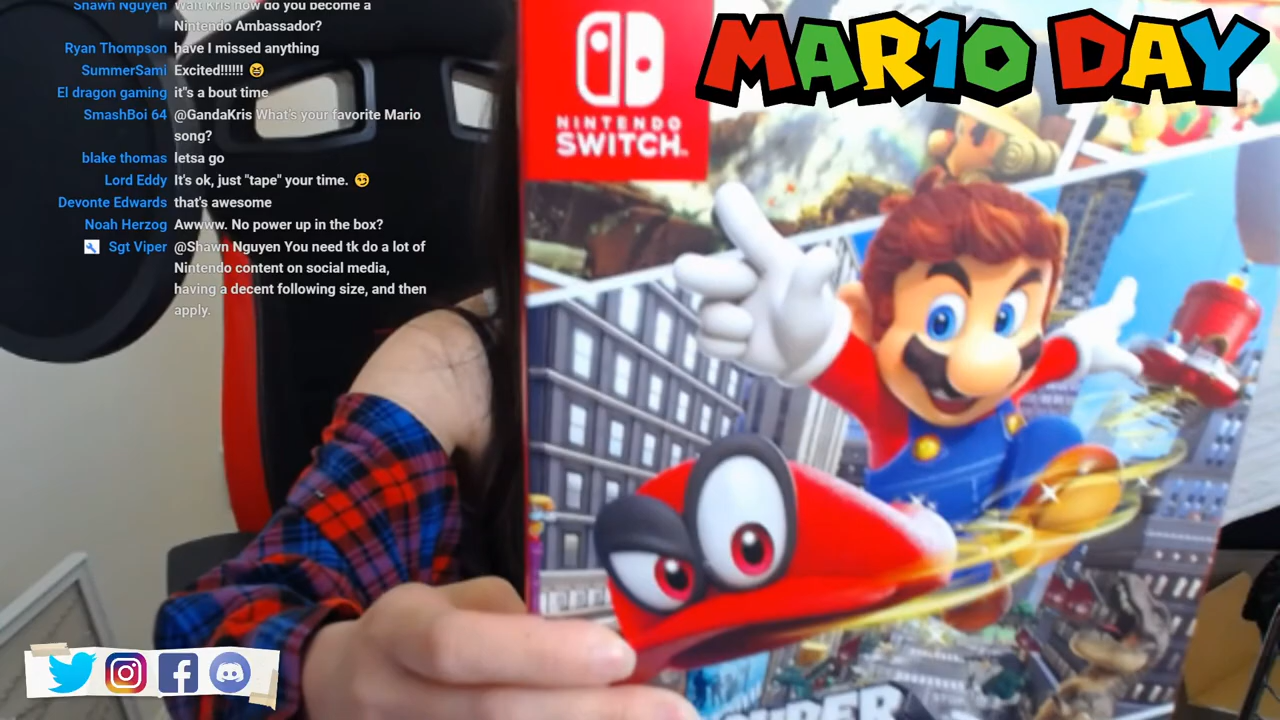 Shawn Nguyen Wait Kris how do you become a
Nintendo Ambassador?
Ryan Thompson have I missed anything
SummerSami Excited!!!!!! 😆
El dragon gaming it"s a bout time
SmashBoi 64 @GandaKris What's your favorite Mario
song?
blake thomas letsa go
Lord Eddy It's ok, just "tape" your time. 😏
Devonte Edwards that's awesome
Noah Herzog Awwww. No power up in the box?
Sgt Viper @Shawn Nguyen You need tk do a lot of
Nintendo content on social media,
having a decent following size, and then
apply.
NINTENDO
SWITCH
MAR10 DAY
SUPER